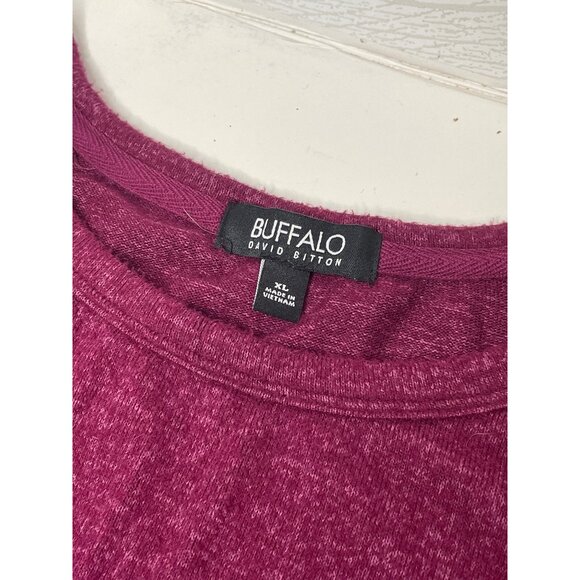 BUFFALO
DAVID BITTON
XL
MADE IN
VIETNAM